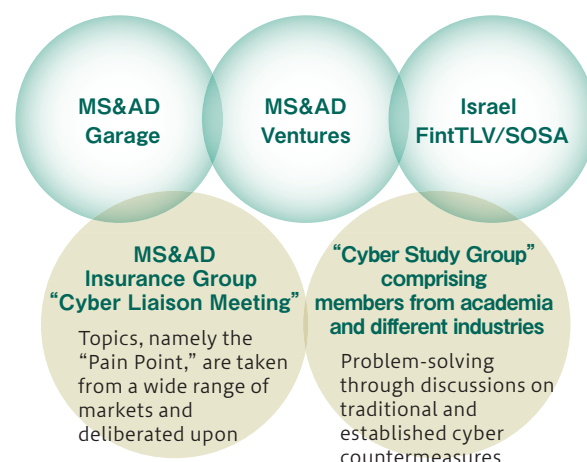 MS&AD
Garage
MS&AD
Ventures
Israel
FintTLV/SOSA
MS&AD
Insurance Group
“Cyber Liaison Meeting”
Topics, namely the
“Pain Point,” are taken
from a wide range of
markets and
deliberated upon
“Cyber Study Group”
comprising
members from academia
and different industries
Problem-solving
through discussions on
traditional and
established cyber
countermeasures